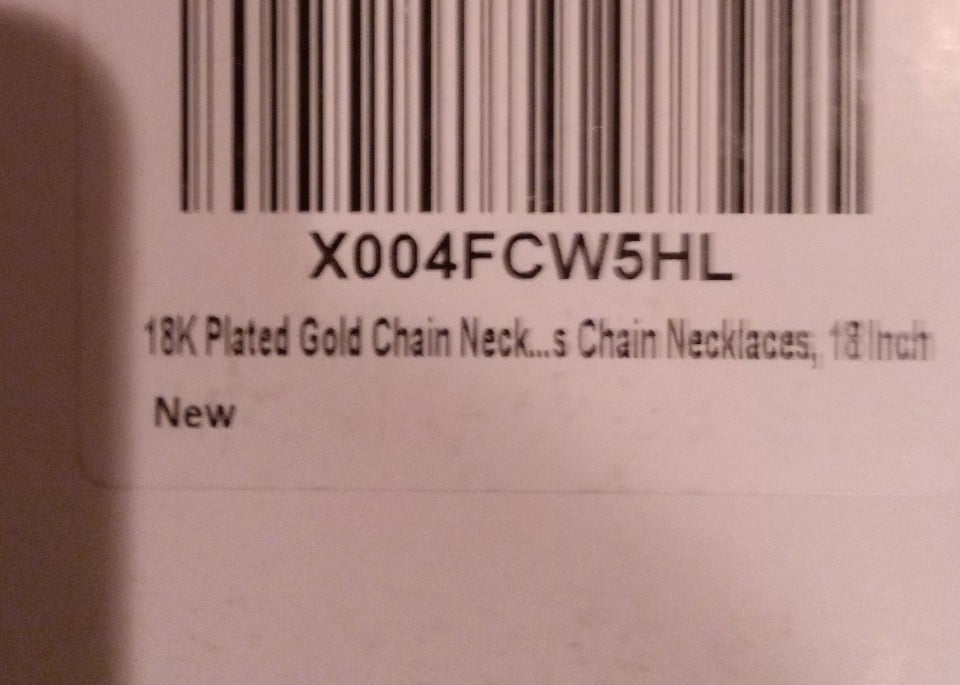 X004FCW5HL
18K Plated Gold Chain Neck...s Chain Necklaces, 18 Inch
New